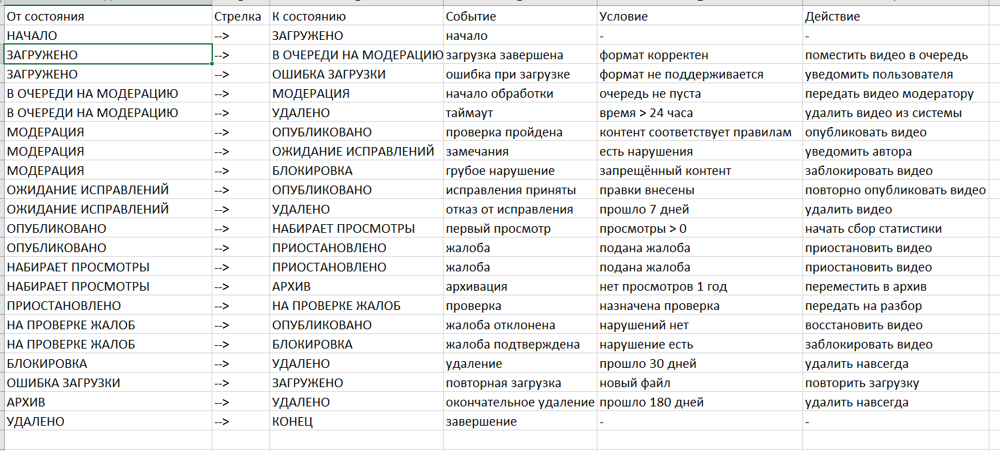 От состояния Стрелка К состоянию Событие Условие Действие
НАЧАЛО --> ЗАГРУЖЕНО начало - -
ЗАГРУЖЕНО --> В ОЧЕРЕДИ НА МОДЕРАЦИЮ загрузка завершена формат корректен поместить видео в очередь
ЗАГРУЖЕНО --> ОШИБКА ЗАГРУЗКИ ошибка при загрузке формат не поддерживается уведомить пользователя
В ОЧЕРЕДИ НА МОДЕРАЦИЮ --> МОДЕРАЦИЯ начало обработки очередь не пуста передать видео модератору
В ОЧЕРЕДИ НА МОДЕРАЦИЮ --> УДАЛЕНО таймаут время > 24 часа удалить видео из системы
МОДЕРАЦИЯ --> ОПУБЛИКОВАНО проверка пройдена контент соответствует правилам опубликовать видео
МОДЕРАЦИЯ --> ОЖИДАНИЕ ИСПРАВЛЕНИЙ замечания есть нарушения уведомить автора
МОДЕРАЦИЯ --> БЛОКИРОВКА грубое нарушение запрещённый контент заблокировать видео
ОЖИДАНИЕ ИСПРАВЛЕНИЙ --> ОПУБЛИКОВАНО исправления приняты правки внесены повторно опубликовать видео
ОЖИДАНИЕ ИСПРАВЛЕНИЙ --> УДАЛЕНО отказ от исправления прошло 7 дней удалить видео
ОПУБЛИКОВАНО --> НАБИРАЕТ ПРОСМОТРЫ первый просмотр просмотры > 0 начать сбор статистики
ОПУБЛИКОВАНО --> ПРИОСТАНОВЛЕНО жалоба подана жалоба приостановить видео
НАБИРАЕТ ПРОСМОТРЫ --> ПРИОСТАНОВЛЕНО жалоба подана жалоба приостановить видео
НАБИРАЕТ ПРОСМОТРЫ --> АРХИВ архивация нет просмотров 1 год переместить в архив
ПРИОСТАНОВЛЕНО --> НА ПРОВЕРКЕ ЖАЛОБ проверка назначена проверка передать на разбор
НА ПРОВЕРКЕ ЖАЛОБ --> ОПУБЛИКОВАНО жалоба отклонена нарушений нет восстановить видео
НА ПРОВЕРКЕ ЖАЛОБ --> БЛОКИРОВКА жалоба подтверждена нарушение есть заблокировать видео
БЛОКИРОВКА --> УДАЛЕНО удаление прошло 30 дней удалить навсегда
ОШИБКА ЗАГРУЗКИ --> ЗАГРУЖЕНО повторная загрузка новый файл повторить загрузку
АРХИВ --> УДАЛЕНО окончательное удаление прошло 180 дней удалить навсегда
УДАЛЕНО --> КОНЕЦ завершение - -